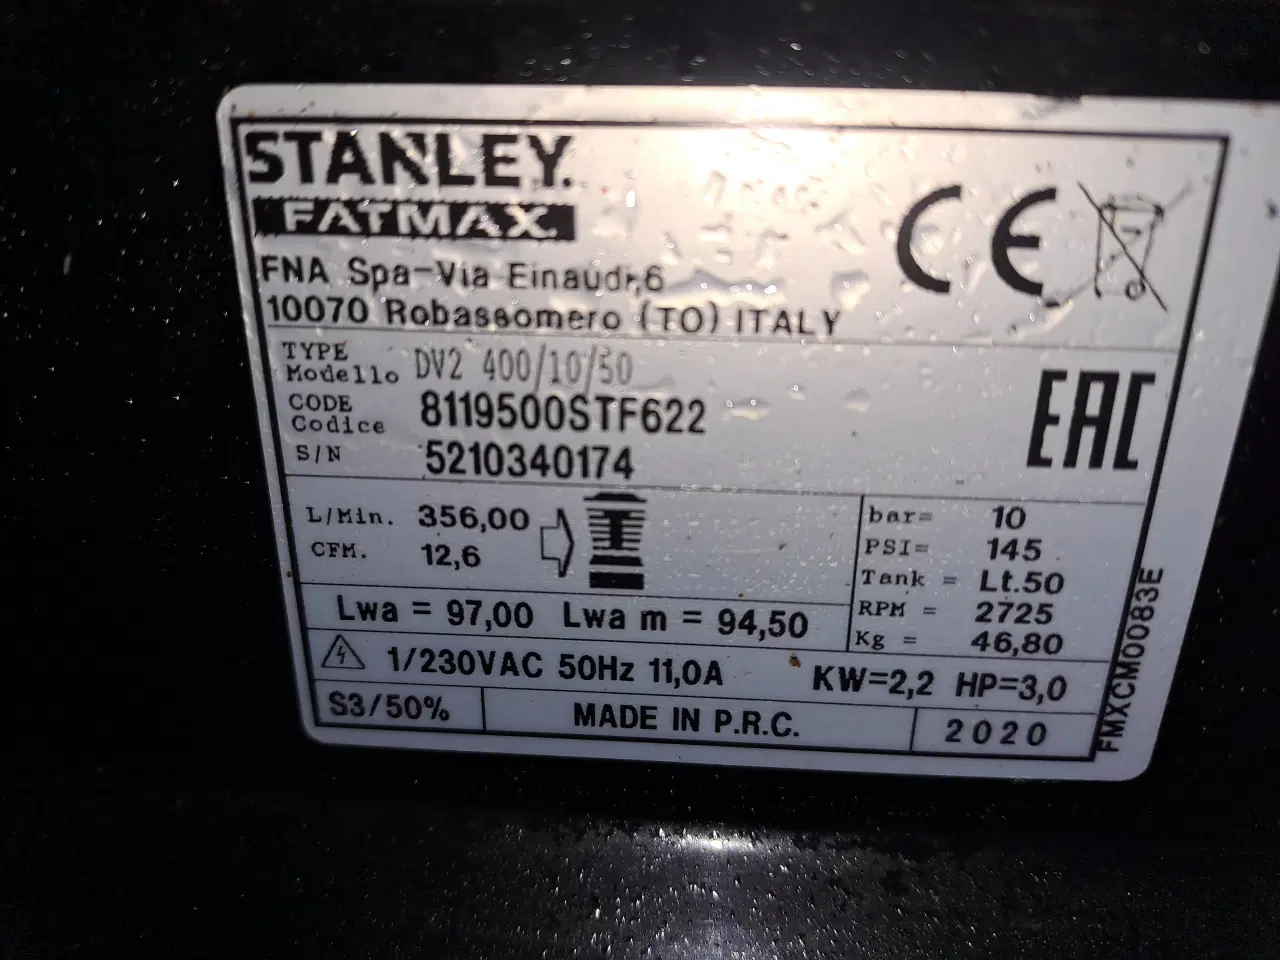 STANLEY.
FATMAX.
FNA Spa-Via Einaudi,6
10070 Robassomero (TO) ITALY
CE
TYPE
Modello
DV2 400/10/50
CODE
Codice
8119500STF622
S/N
5210340174
EAC
L/Min. 356,00
CFM. 12,6
bar= 10
PSI= 145
Tank = Lt.50
RPM = 2725
Kg = 46,80
Lwa = 97,00 Lwa m = 94,50
1/230VAC 50Hz 11,0A KW=2,2 HP=3,0
S3/50% MADE IN P.R.C. 2020
FMXCM0083E